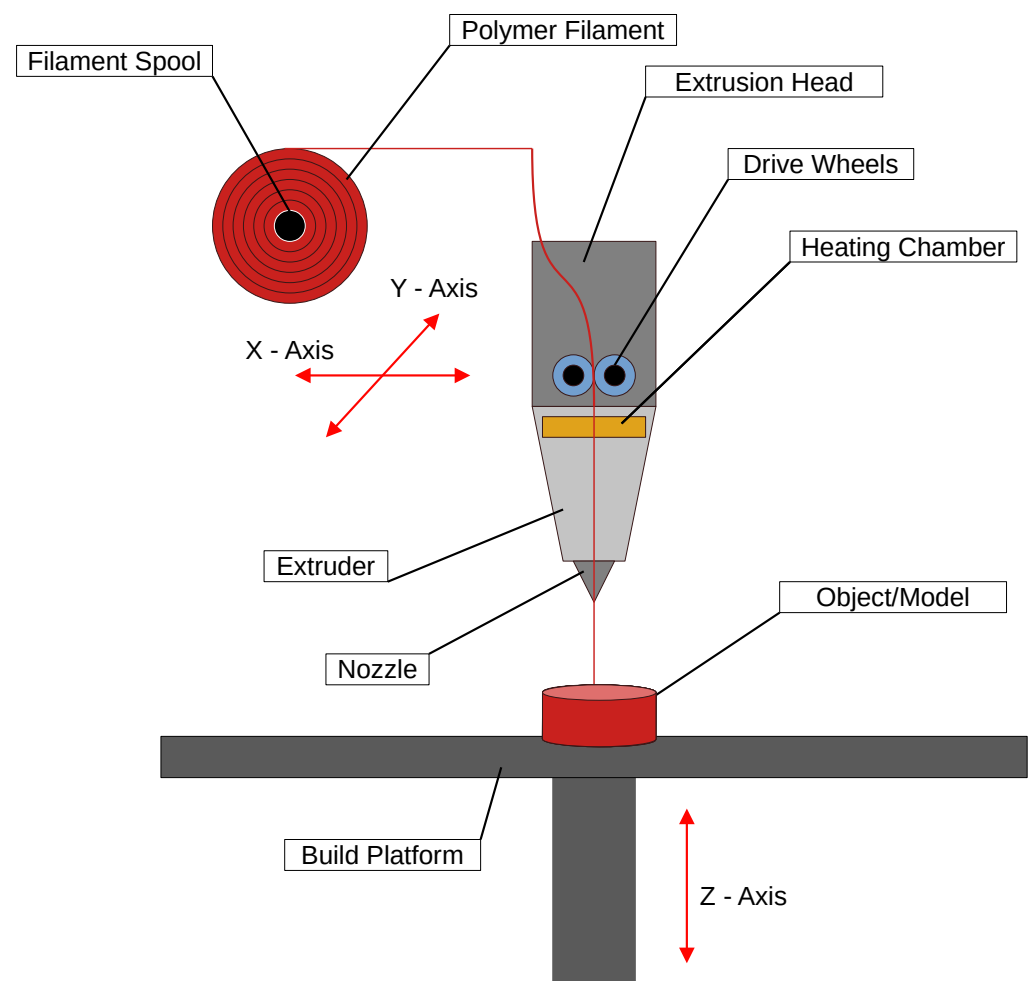 Polymer Filament
Filament Spool
Extrusion Head
Drive Wheels
Heating Chamber
Y - Axis
X - Axis
Extruder
Object/Model
Nozzle
Build Platform
Z - Axis